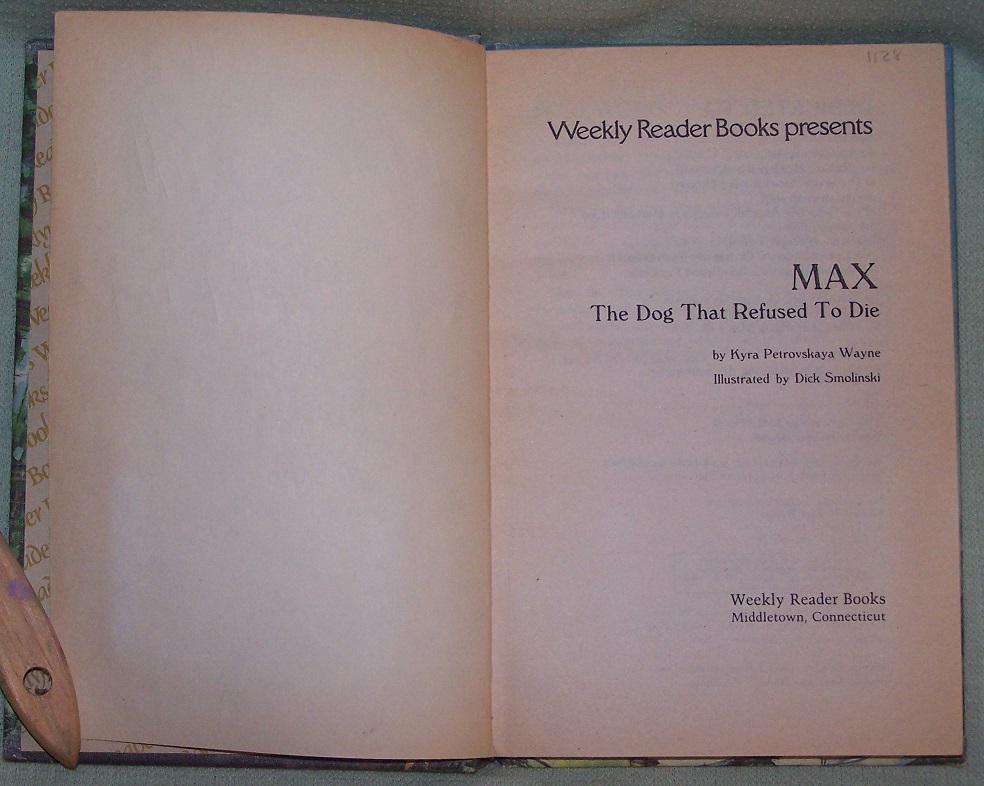 1128
Weekly Reader Books presents
MAX
The Dog That Refused To Die
by Kyra Petrovskaya Wayne
Illustrated by Dick Smolinski
Weekly Reader Books
Middletown, Connecticut